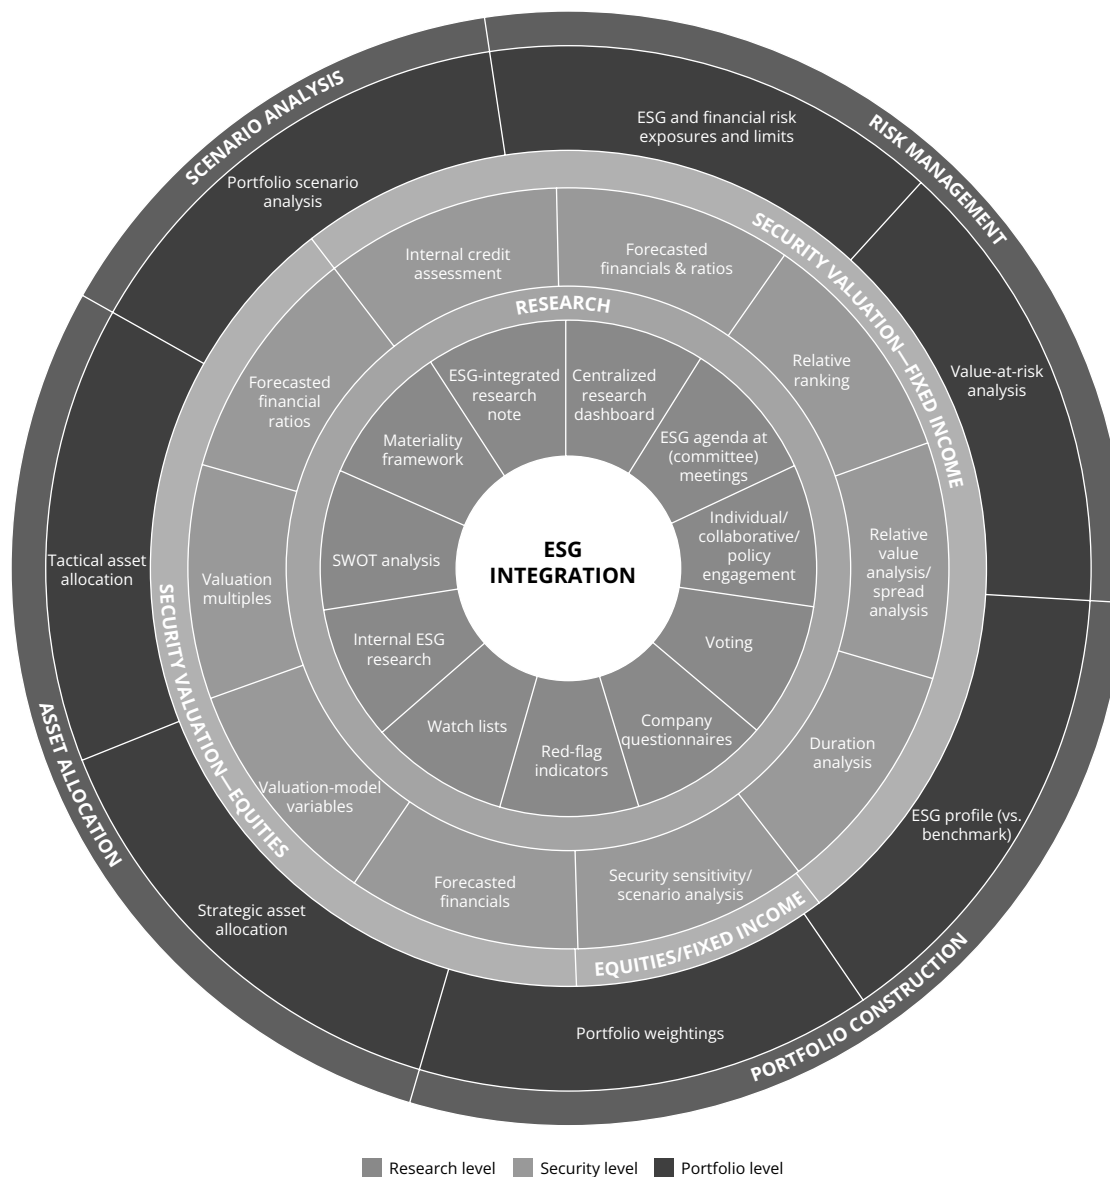 SCENARIO ANALYSIS
RISK MANAGEMENT
ESG and financial risk
exposures and limits
Portfolio scenario
analysis
Value-at-risk
analysis
Tactical asset
allocation
ESG profile (vs.
benchmark)
Strategic asset
allocation
Portfolio weightings
ASSET ALLOCATION
PORTFOLIO CONSTRUCTION
SECURITY VALUATION—FIXED INCOME
SECURITY VALUATION—EQUITIES
EQUITIES/FIXED INCOME
Internal credit
assessment
Forecasted
financials & ratios
Relative
ranking
Relative
value
analysis/
spread
analysis
Duration
analysis
Security sensitivity/
scenario analysis
Forecasted
financials
Valuation-model
variables
Valuation
multiples
Forecasted
financial
ratios
RESEARCH
ESG-integrated
research
note
Centralized
research
dashboard
ESG agenda at
(committee)
meetings
Individual/
collaborative/
policy
engagement
Voting
Company
questionnaires
Red-flag
indicators
Watch lists
Internal ESG
research
SWOT analysis
Materiality
framework
ESG
INTEGRATION
Research level
Security level
Portfolio level